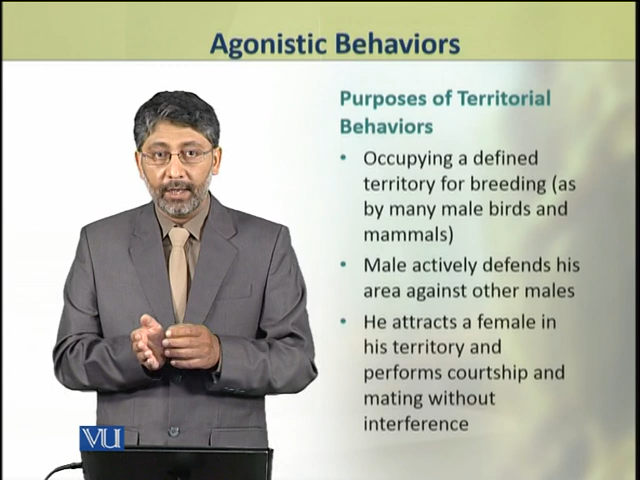 Agonistic Behaviors
Purposes of Territorial
Behaviors
• Occupying a defined
territory for breeding (as
by many male birds and
mammals)
• Male actively defends his
area against other males
• He attracts a female in
his territory and
performs courtship and
mating without
interference
VU